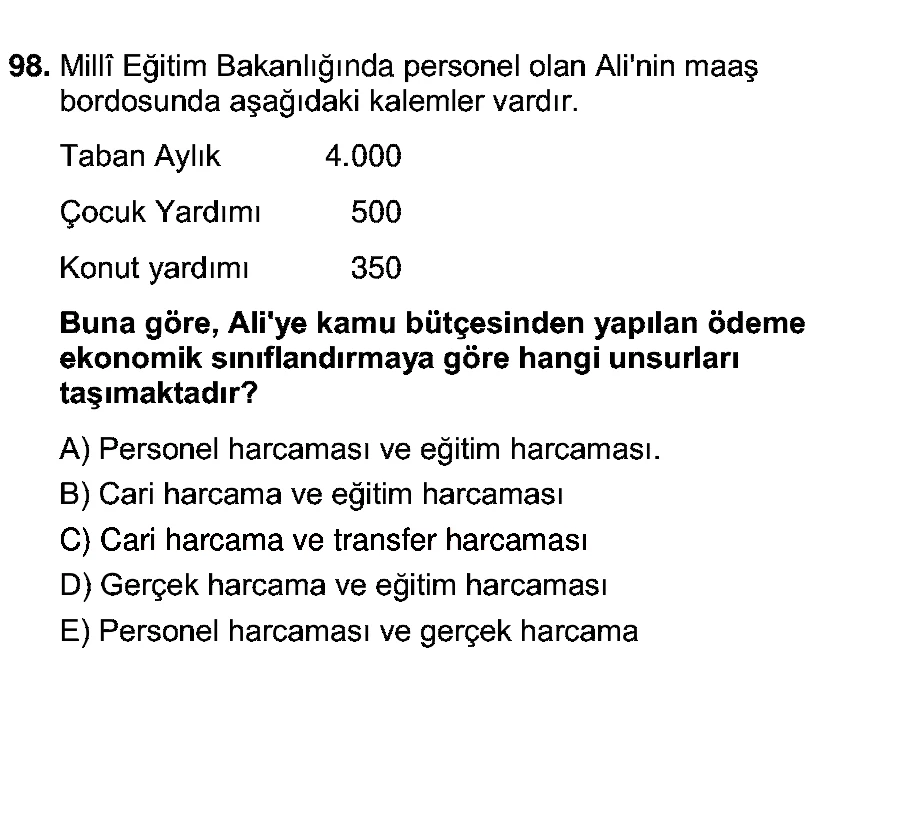 98. Millî Eğitim Bakanlığında personel olan Ali'nin maaş
bordosunda aşağıdaki kalemler vardır.
Taban Aylık 4.000
Çocuk Yardımı 500
Konut yardımı 350
Buna göre, Ali'ye kamu bütçesinden yapılan ödeme
ekonomik sınıflandırmaya göre hangi unsurları
taşımaktadır?
A) Personel harcaması ve eğitim harcaması.
B) Cari harcama ve eğitim harcaması
C) Cari harcama ve transfer harcaması
D) Gerçek harcama ve eğitim harcaması
E) Personel harcaması ve gerçek harcama